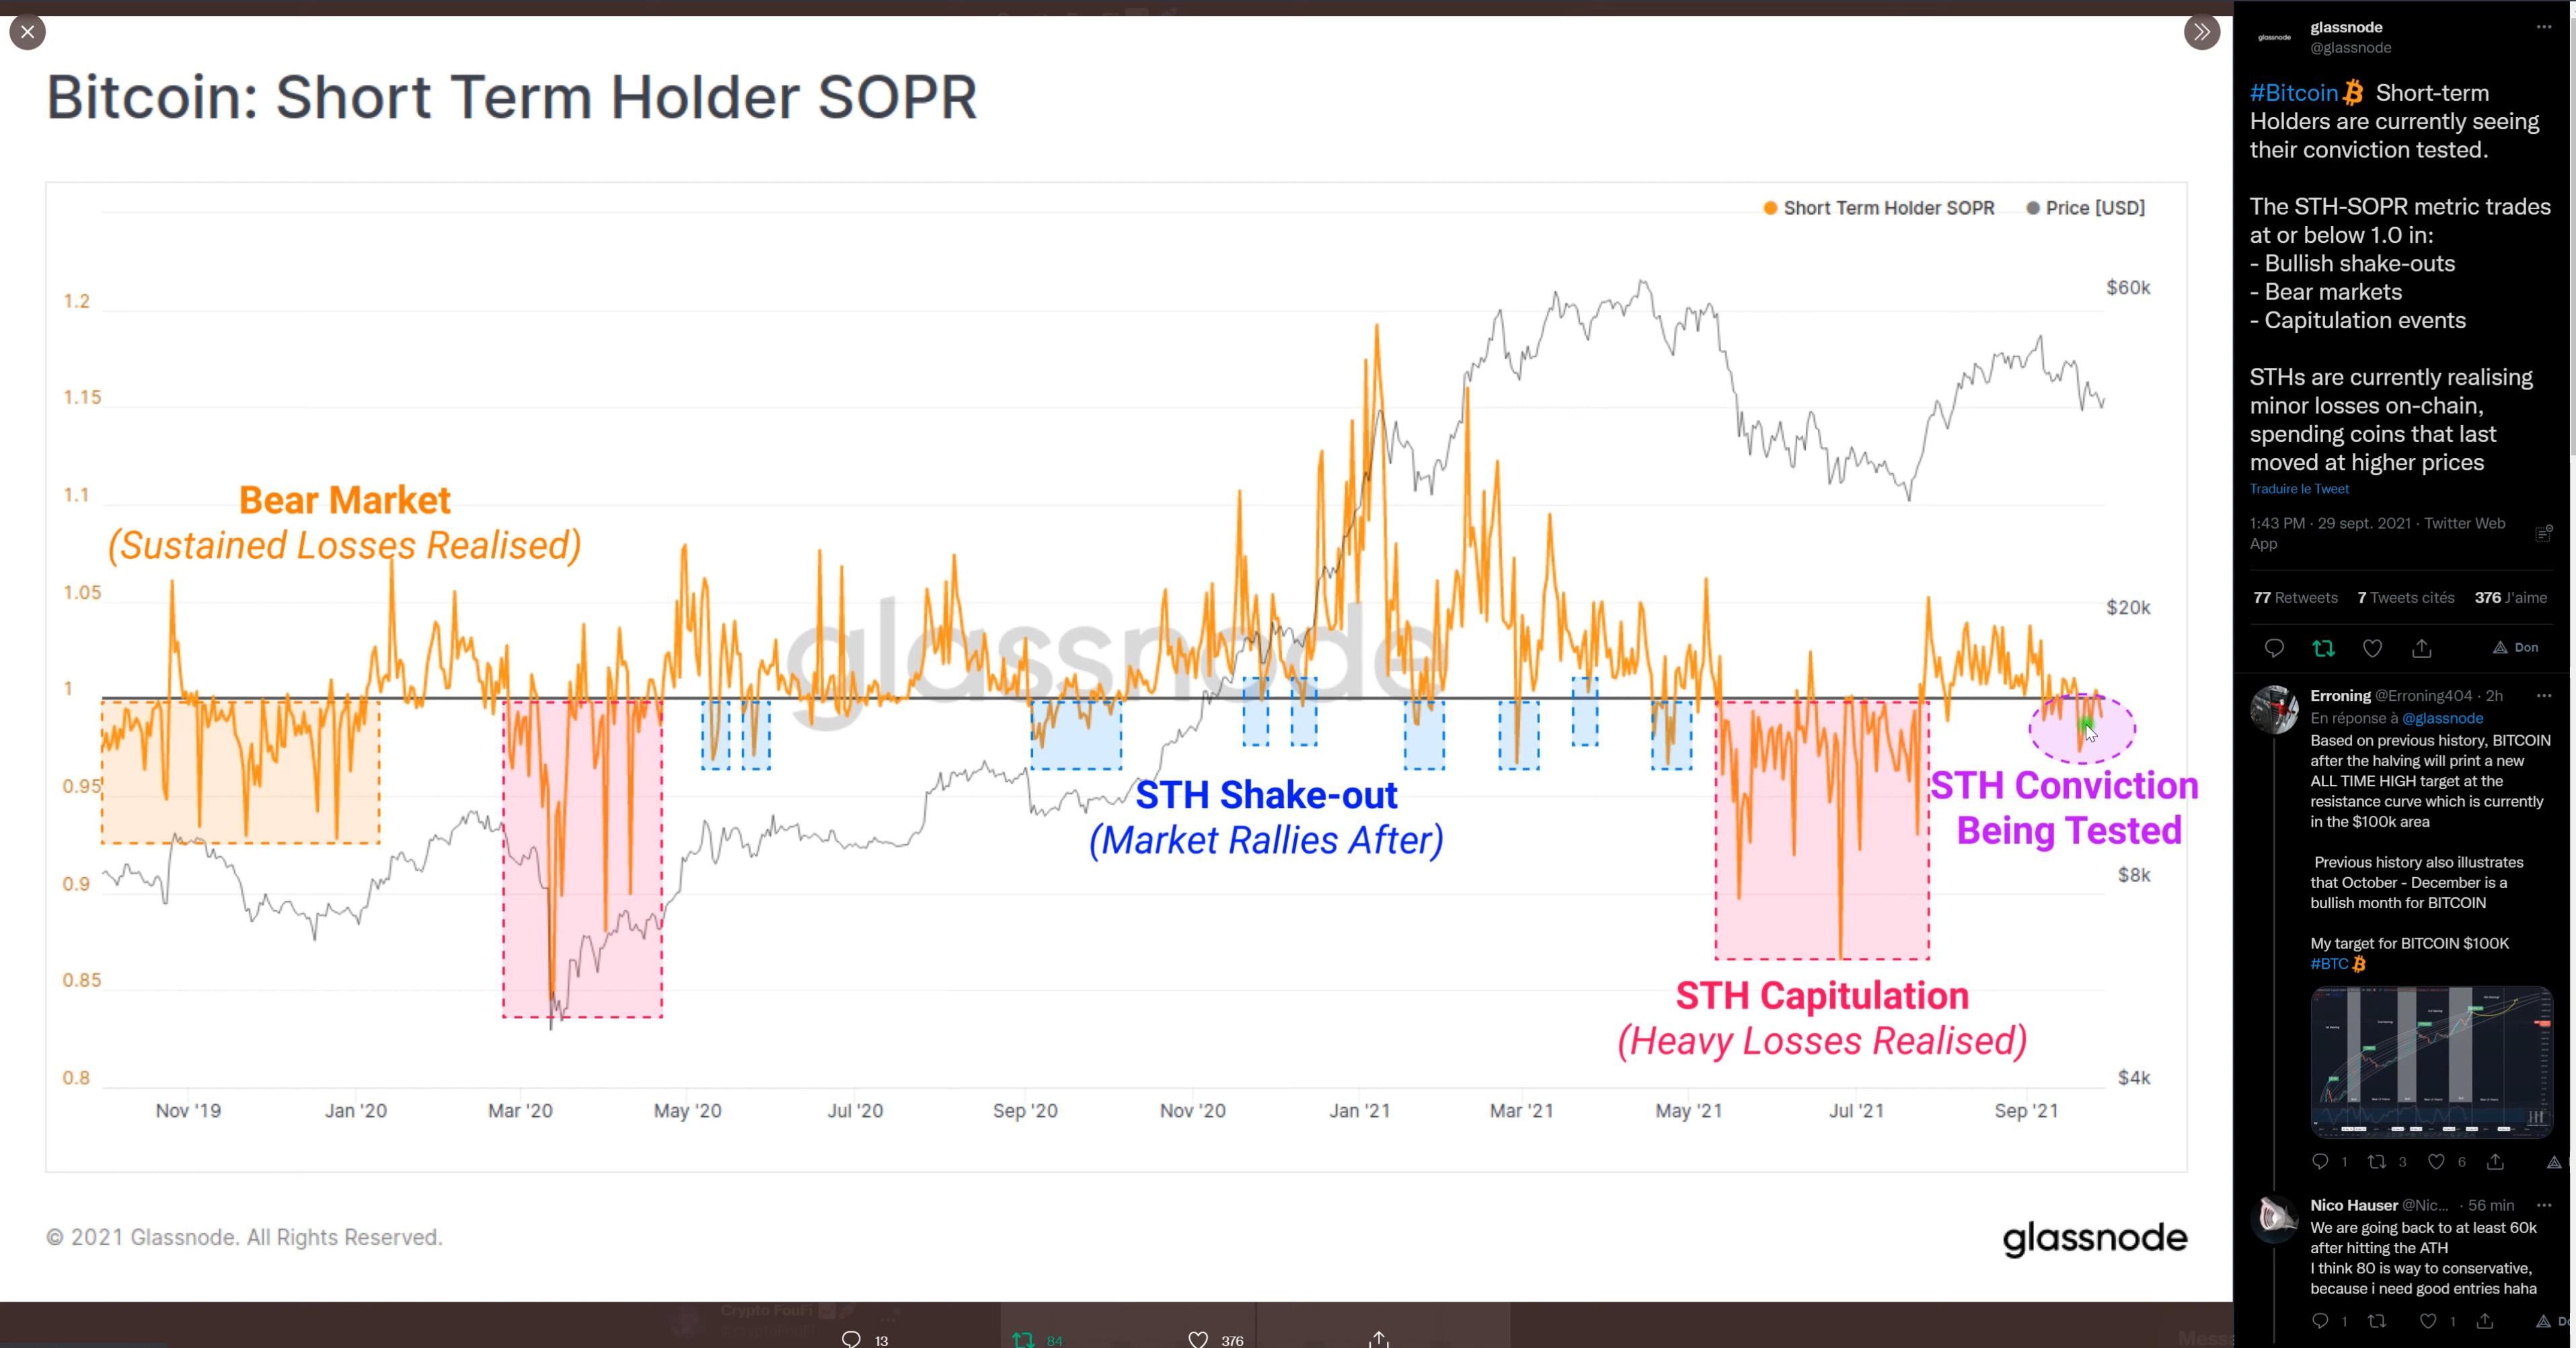 Bitcoin: Short Term Holder SOPR
Short Term Holder SOPR
Price [USD]
1.2
1.15
1.1
1.05
1
0.95
0.9
0.85
0.8
$60k
$20k
$8k
$4k
Bear Market
(Sustained Losses Realised)
glassnode
STH Shake-out
(Market Rallies After)
STH Conviction
Being Tested
STH Capitulation
(Heavy Losses Realised)
Nov '19
Jan '20
Mar '20
May '20
Jul '20
Sep '20
Nov '20
Jan '21
Mar '21
May '21
Jul '21
Sep '21
© 2021 Glassnode. All Rights Reserved.
glassnode
Crypto FouFi
13
84
376
glassnode
glassnode
@glassnode
#Bitcoin Short-term
Holders are currently seeing
their conviction tested.
The STH-SOPR metric trades
at or below 1.0 in:
- Bullish shake-outs
- Bear markets
- Capitulation events
STHs are currently realising
minor losses on-chain,
spending coins that last
moved at higher prices
Traduire le Tweet
1:43 PM · 29 sept. 2021 · Twitter Web
App
77 Retweets 7 Tweets cités 376 J'aime
Don
Erroning @Erroning404 · 2h
En réponse à @glassnode
Based on previous history, BITCOIN
after the halving will print a new
ALL TIME HIGH target at the
resistance curve which is currently
in the $100k area
Previous history also illustrates
that October - December is a
bullish month for BITCOIN
My target for BITCOIN $100K
#BTC
1 3 6
Nico Hauser @Nic... · 56 min
We are going back to at least 60k
after hitting the ATH
I think 80 is way to conservative,
because i need good entries haha
1 1